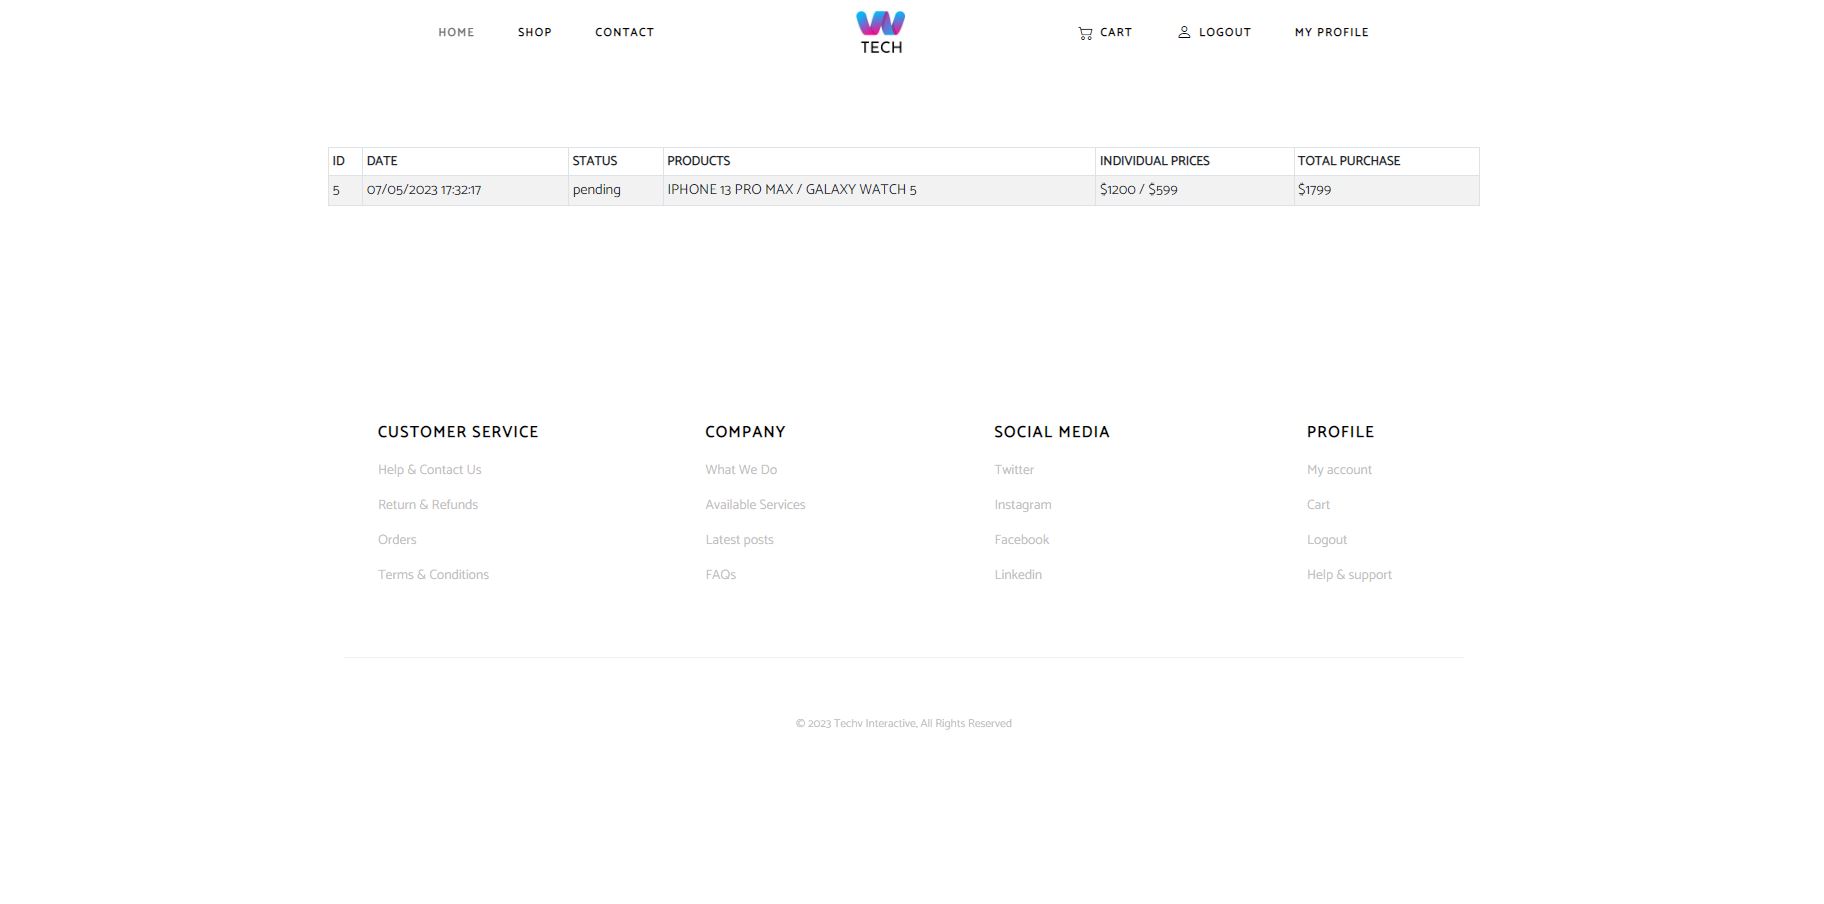 HOME SHOP CONTACT TECH CART LOGOUT MY PROFILE
ID DATE STATUS PRODUCTS INDIVIDUAL PRICES TOTAL PURCHASE
5 07/05/2023 17:32:17 pending IPHONE 13 PRO MAX / GALAXY WATCH 5 $1200 / $599 $1799
CUSTOMER SERVICE COMPANY SOCIAL MEDIA PROFILE
Help & Contact Us What We Do Twitter My account
Return & Refunds Available Services Instagram Cart
Orders Latest posts Facebook Logout
Terms & Conditions FAQs Linkedin Help & support
© 2023 Techv Interactive, All Rights Reserved